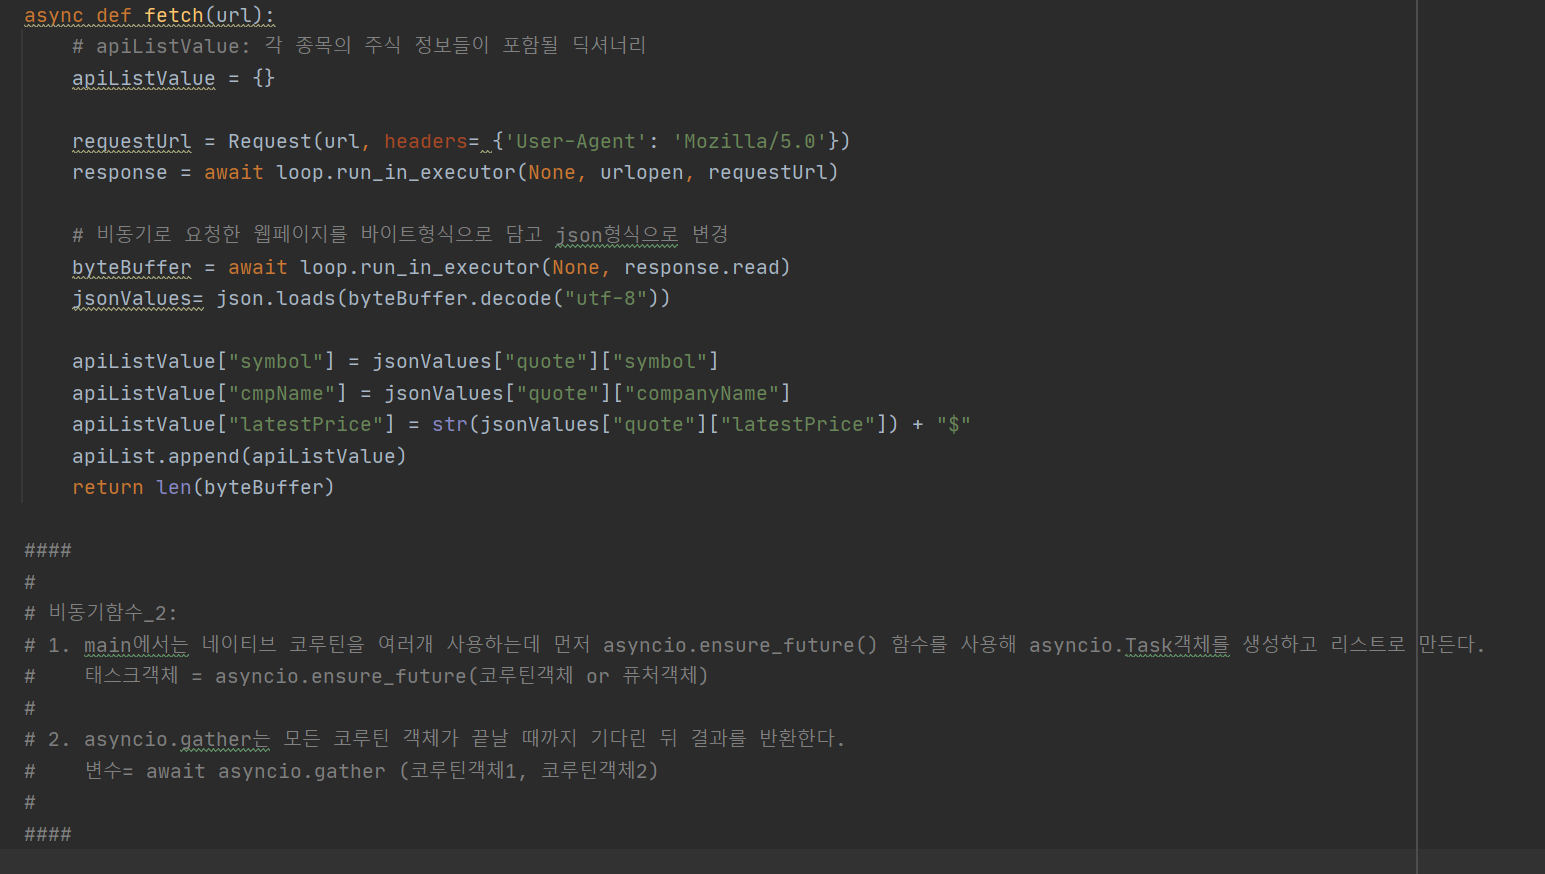 async def fetch(url):
    # apiListValue: 각 종목의 주식 정보들이 포함될 딕셔너리
    apiListValue = {}
    requestUrl = Request(url, headers= {'User-Agent': 'Mozilla/5.0'})
    response = await loop.run_in_executor(None, urlopen, requestUrl)
    # 비동기로 요청한 웹페이지를 바이트형식으로 담고 json형식으로 변경
    byteBuffer = await loop.run_in_executor(None, response.read)
    jsonValues= json.loads(byteBuffer.decode("utf-8"))
    apiListValue["symbol"] = jsonValues["quote"]["symbol"]
    apiListValue["cmpName"] = jsonValues["quote"]["companyName"]
    apiListValue["latestPrice"] = str(jsonValues["quote"]["latestPrice"]) + "$"
    apiList.append(apiListValue)
    return len(byteBuffer)
####
#
# 비동기함수_2:
# 1. main에서는 네이티브 코루틴을 여러개 사용하는데 먼저 asyncio.ensure_future() 함수를 사용해 asyncio.Task객체를 생성하고 리스트로 만든다.
#    태스크객체 = asyncio.ensure_future(코루틴객체 or 퓨처객체)
#
# 2. asyncio.gather는 모든 코루틴 객체가 끝날 때까지 기다린 뒤 결과를 반환한다.
#    변수= await asyncio.gather (코루틴객체1, 코루틴객체2)
#
####